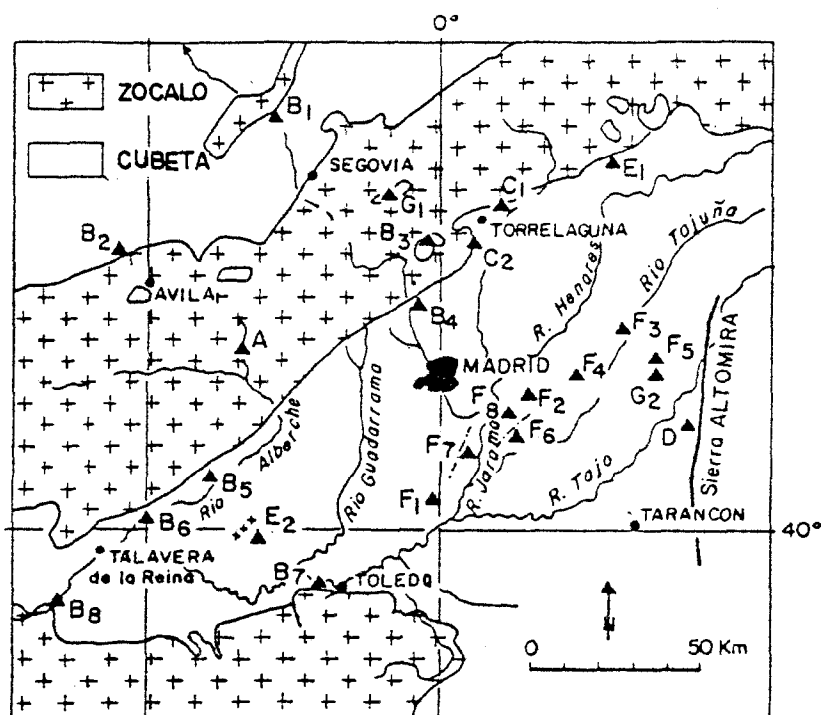 0°
ZOCALO
CUBETA
B1
SEGOVIA
G1
C1
E1
B2
B3
TORRELAGUNA
C2
AVILA
R. Henares
Rio Tajuña
A
B4
F3
F5
MADRID
F4
G2
Sierra ALTOMIRA
F8
F2
F6
D
Rio Guadarrama
Rio Alberche
F7
R. Jarama
R. Tajo
B5
B6
E2
F1
TARANCON
40°
TALAVERA
de la Reina
B7
TOLEDO
B8
N
0 50 Km